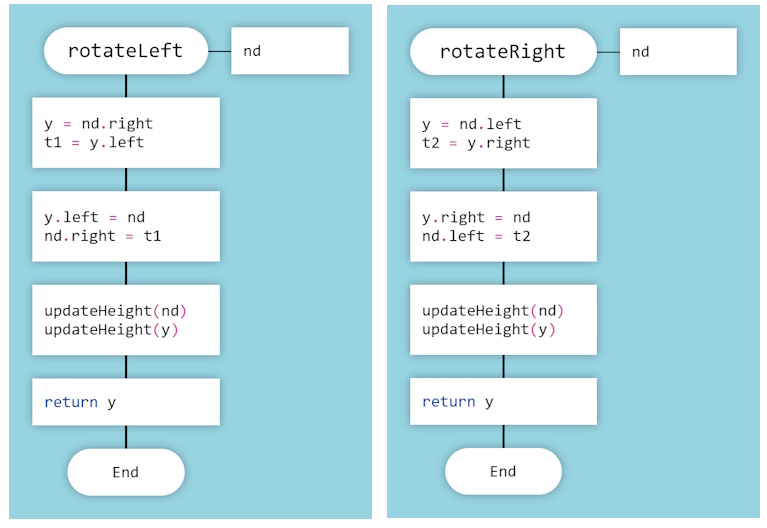 rotateLeft
nd
y = nd.right
t1 = y.left
y.left = nd
nd.right = t1
updateHeight(nd)
updateHeight(y)
return y
End
rotateRight
nd
y = nd.left
t2 = y.right
y.right = nd
nd.left = t2
updateHeight(nd)
updateHeight(y)
return y
End